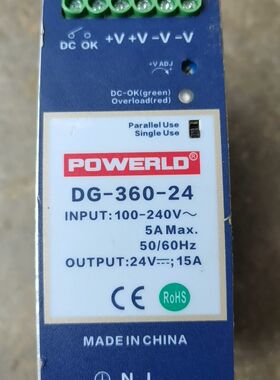 DC OK +V +V −V −V
+V ADJ
DC-OK(green)
Overload(red)
Parallel Use
Single Use
POWERLD®
DG-360-24
INPUT: 100-240V～
5A Max.
50/60Hz
OUTPUT: 24V⎓; 15A
CE RoHS
MADE IN CHINA
N L